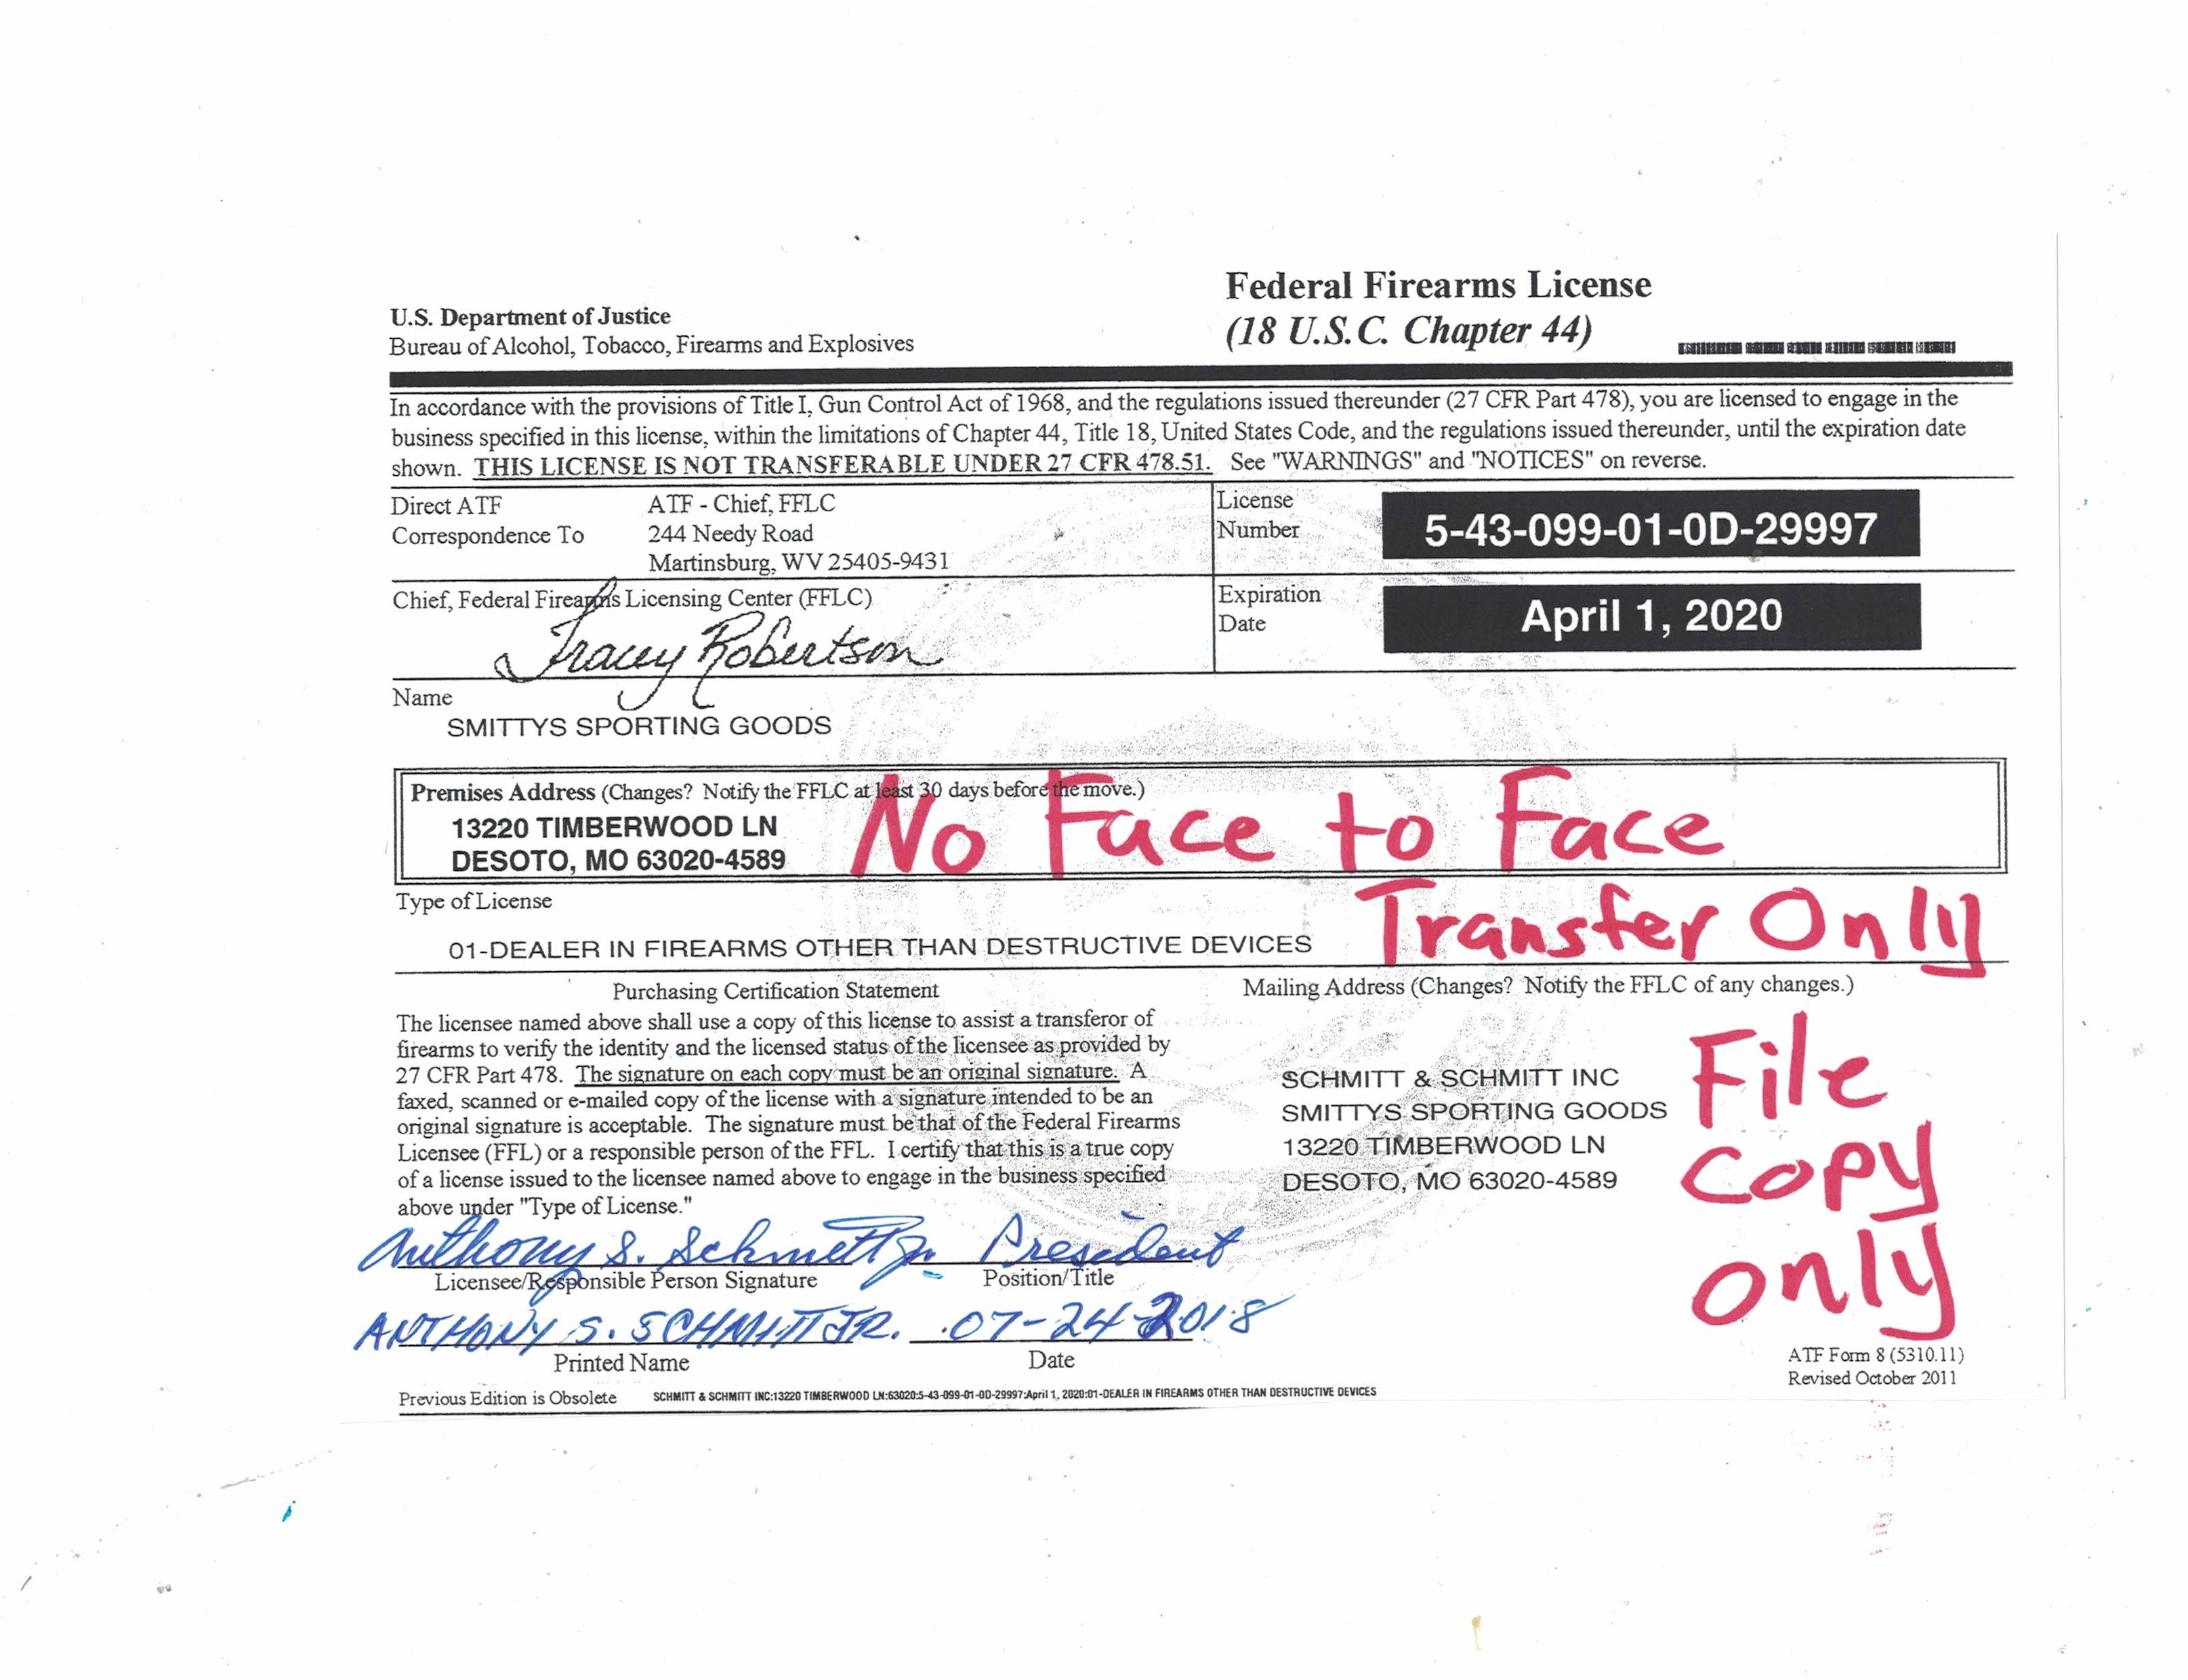 Federal Firearms License
(18 U.S.C. Chapter 44)
U.S. Department of Justice
Bureau of Alcohol, Tobacco, Firearms and Explosives
In accordance with the provisions of Title I, Gun Control Act of 1968, and the regulations issued thereunder (27 CFR Part 478), you are licensed to engage in the
business specified in this license, within the limitations of Chapter 44, Title 18, United States Code, and the regulations issued thereunder, until the expiration date
shown. THIS LICENSE IS NOT TRANSFERABLE UNDER 27 CFR 478.51. See "WARNINGS" and "NOTICES" on reverse.
Direct ATF
Correspondence To
ATF - Chief, FFLC
244 Needy Road
Martinsburg, WV 25405-9431
License
Number
5-43-099-01-0D-29997
Chief, Federal Firearms Licensing Center (FFLC)
Tracey Robertson
Expiration
Date
April 1, 2020
Name
SMITTYS SPORTING GOODS
Premises Address (Changes? Notify the FFLC at least 30 days before the move.)
13220 TIMBERWOOD LN
DESOTO, MO 63020-4589
No Face to Face
Transfer Only
Type of License
01-DEALER IN FIREARMS OTHER THAN DESTRUCTIVE DEVICES
Purchasing Certification Statement
The licensee named above shall use a copy of this license to assist a transferor of
firearms to verify the identity and the licensed status of the licensee as provided by
27 CFR Part 478. The signature on each copy must be an original signature. A
faxed, scanned or e-mailed copy of the license with a signature intended to be an
original signature is acceptable. The signature must be that of the Federal Firearms
Licensee (FFL) or a responsible person of the FFL. I certify that this is a true copy
of a license issued to the licensee named above to engage in the business specified
above under "Type of License."
Mailing Address (Changes? Notify the FFLC of any changes.)
SCHMITT & SCHMITT INC
SMITTYS SPORTING GOODS
13220 TIMBERWOOD LN
DESOTO, MO 63020-4589
File
copy
only
Anthony S. Schmitt Jr. President
Licensee/Responsible Person Signature Position/Title
ANTHONY S. SCHMITT JR. 07-24-2018
Printed Name Date
ATF Form 8 (5310.11)
Revised October 2011
Previous Edition is Obsolete SCHMITT & SCHMITT INC:13220 TIMBERWOOD LN:63020:5-43-099-01-0D-29997:April 1, 2020:01-DEALER IN FIREARMS OTHER THAN DESTRUCTIVE DEVICES